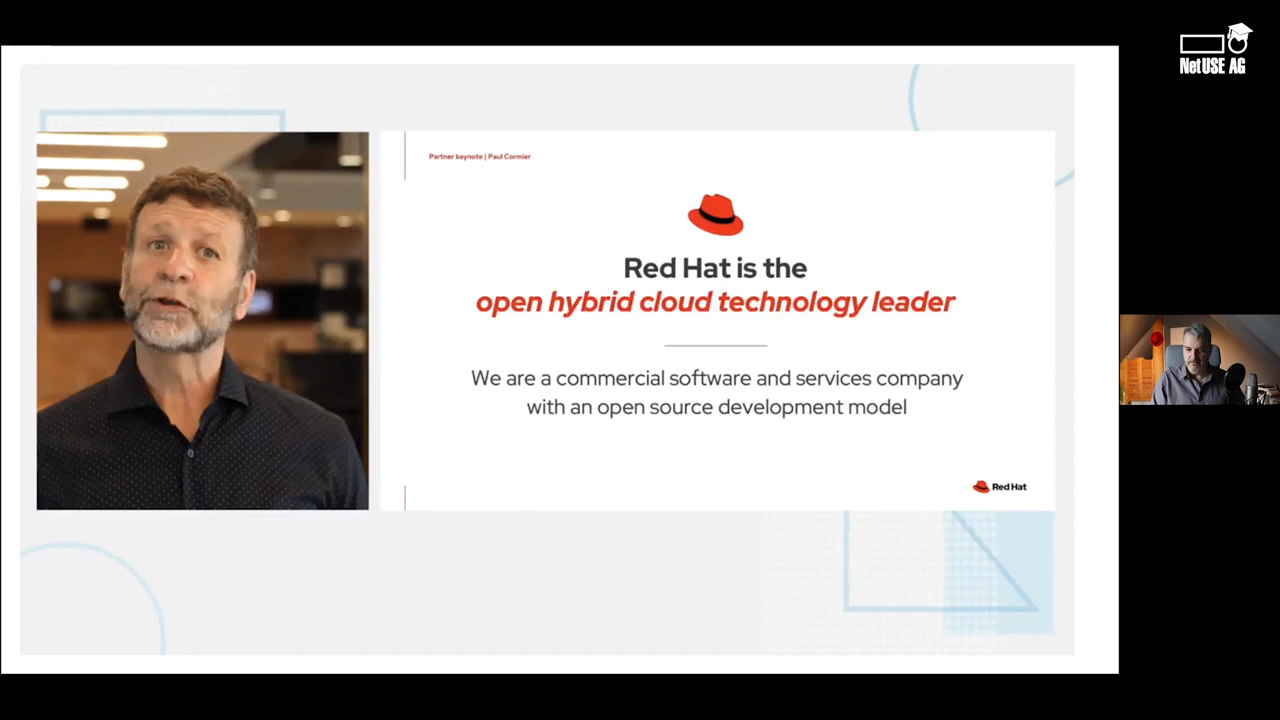 NetUSE AG
Partner keynote | Paul Cormier
Red Hat is the
open hybrid cloud technology leader
We are a commercial software and services company
with an open source development model
Red Hat